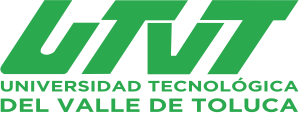 UTVT
UNIVERSIDAD TECNOLÓGICA
DEL VALLE DE TOLUCA